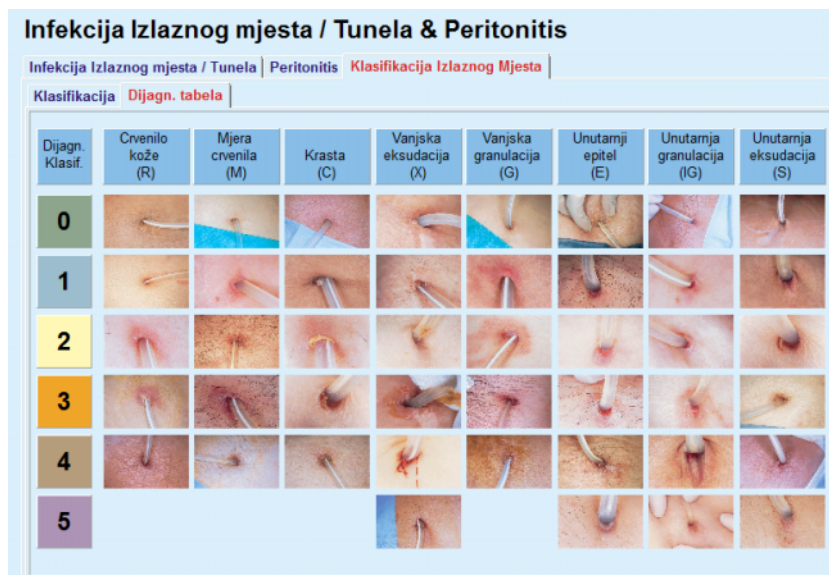 Infekcija Izlaznog mjesta / Tunela & Peritonitis
Infekcija Izlaznog mjesta / Tunela Peritonitis Klasifikacija Izlaznog Mjesta
Klasifikacija Dijagn. tabela
Dijagn. Klasif.
Crvenilo kože (R)
Mjera crvenila (M)
Krasta (C)
Vanjska eksudacija (X)
Vanjska granulacija (G)
Unutarnji epitel (E)
Unutarnja granulacija (IG)
Unutarnja eksudacija (S)
0
1
2
3
4
5